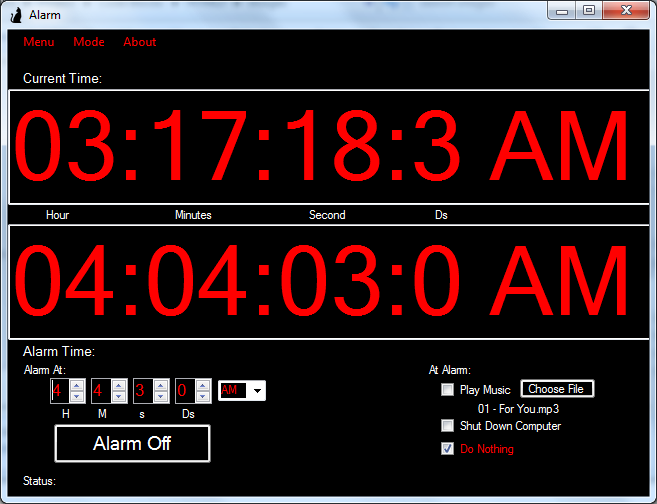 Alarm
Menu Mode About
Current Time:
03:17:18:3 AM
Hour Minutes Second Ds
04:04:03:0 AM
Alarm Time:
Alarm At: At Alarm:
4 4 3 0 AM Play Music Choose File
H M s Ds 01 - For You.mp3
Alarm Off Shut Down Computer
Do Nothing
Status: